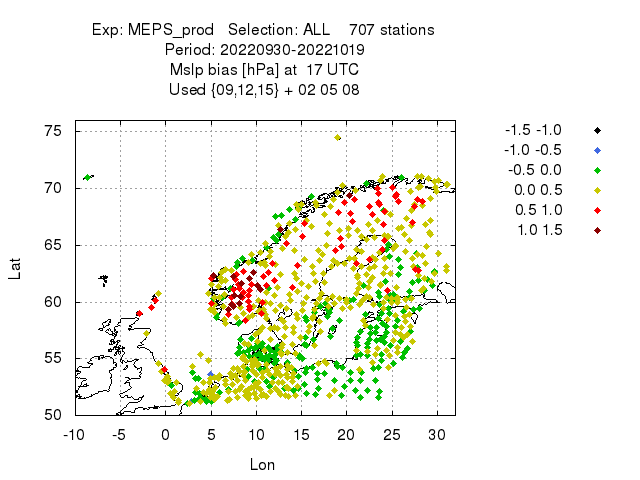 Exp: MEPS_prod Selection: ALL 707 stations
Period: 20220930-20221019
Mslp bias [hPa] at 17 UTC
Used {09,12,15} + 02 05 08
75
70
65
60
55
50
Lat
-10 -5 0 5 10 15 20 25 30
Lon
-1.5 -1.0
-1.0 -0.5
-0.5 0.0
0.0 0.5
0.5 1.0
1.0 1.5